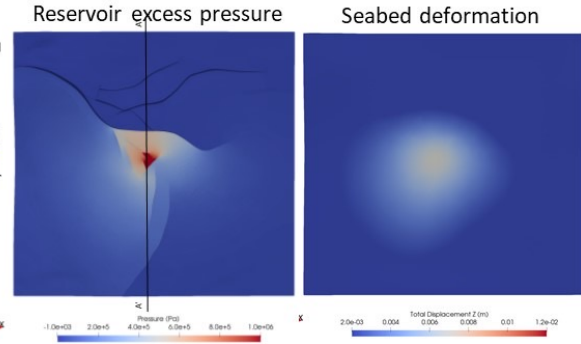 Reservoir excess pressure
Seabed deformation
A
A'
Pressure (Pa)
-1.0e+03 2.0e+5 4.0e+5 6.0e+5 8.0e+5 1.0e+06
x
Total Displacement Z (m)
2.0e-03 0.004 0.006 0.008 0.01 1.2e-02